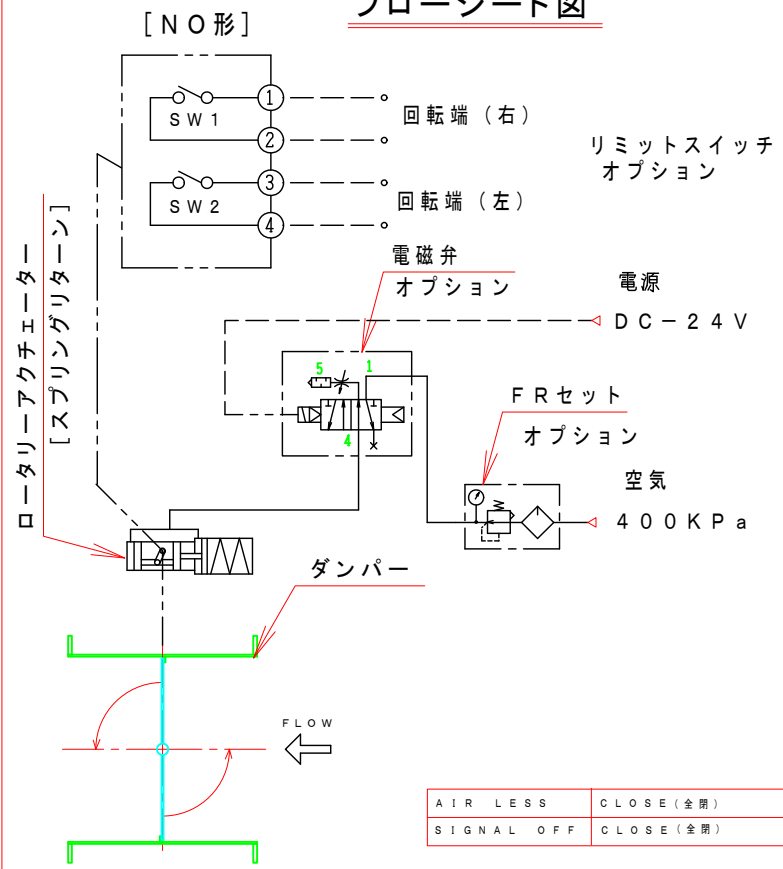 フローシート図
[NO形]
1
SW1
2
回転端(右)
3
SW2
4
回転端(左)
リミットスイッチ
オプション
ロータリーアクチェーター
[スプリングリターン]
電磁弁
オプション
電源
DC-24V
5
1
4
FRセット
オプション
空気
400KPa
ダンパー
FLOW
AIR LESS CLOSE(全閉)
SIGNAL OFF CLOSE(全閉)